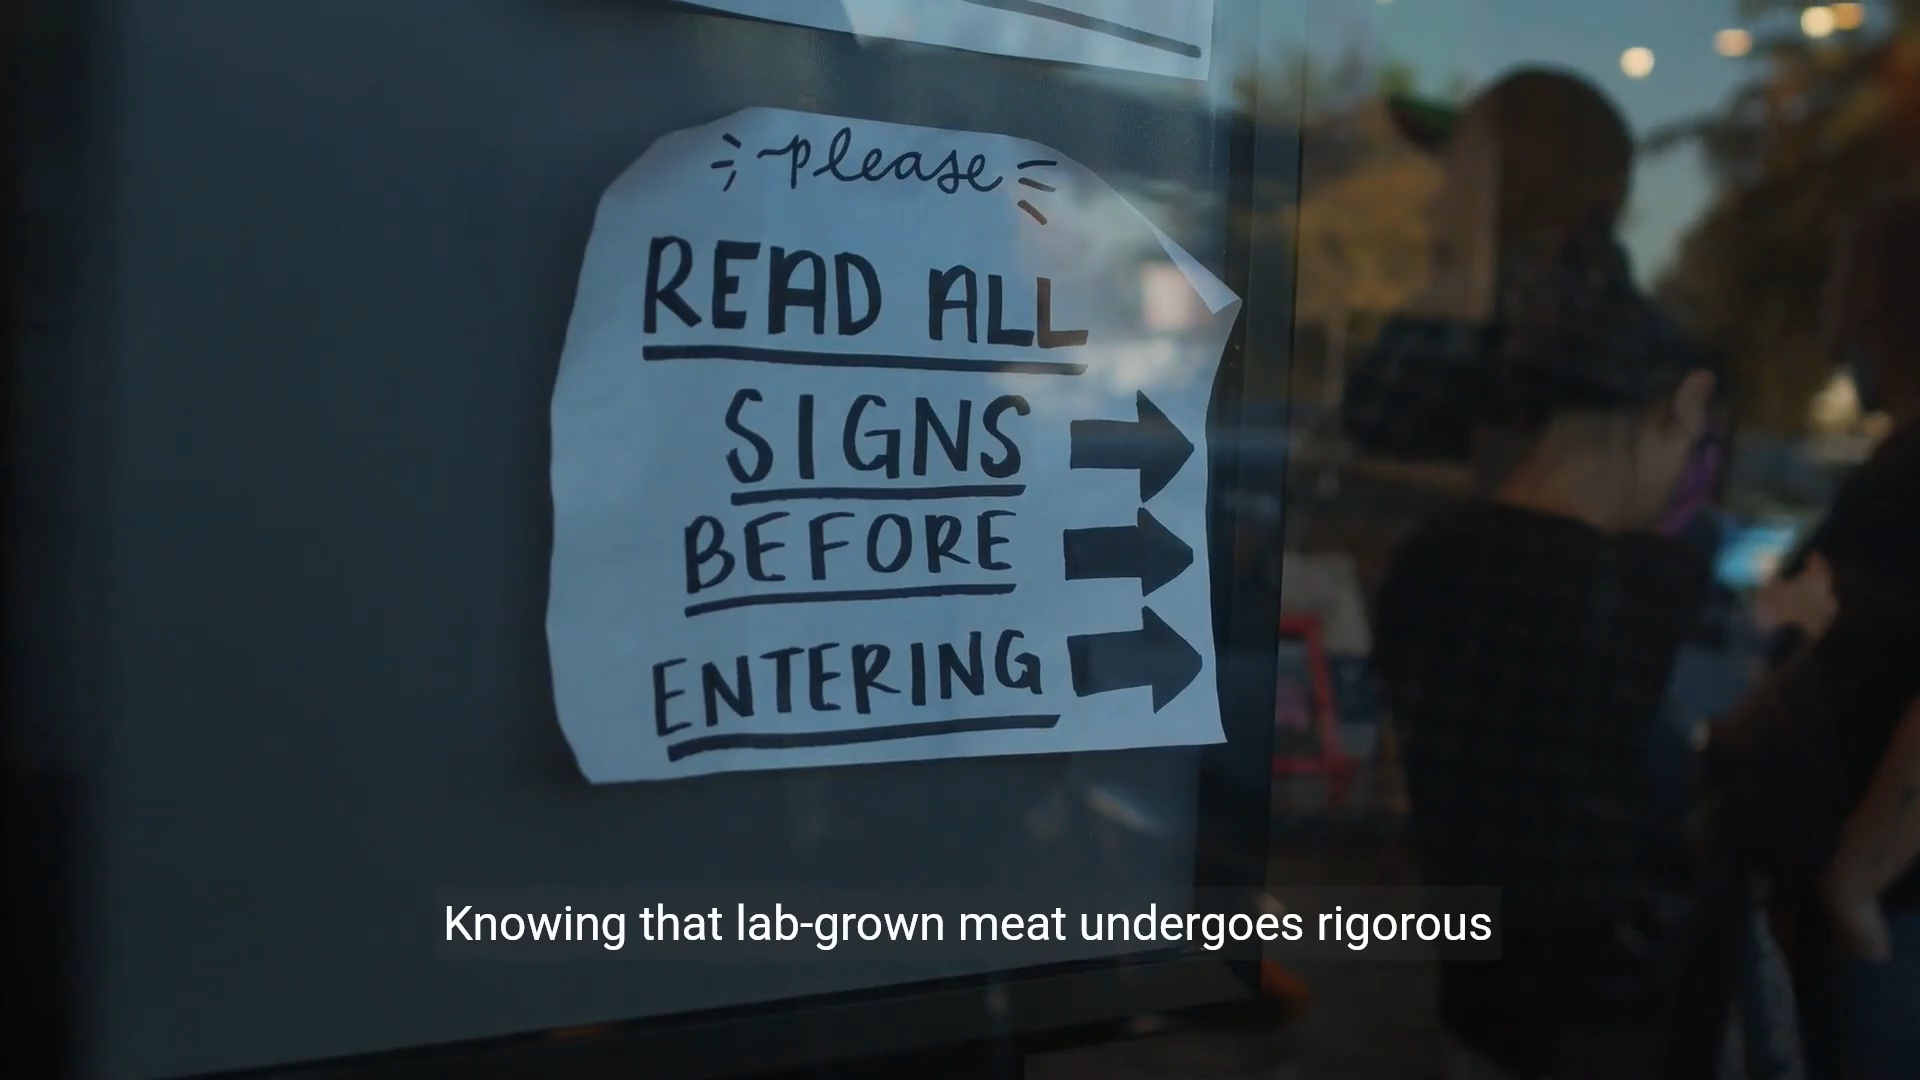 please
READ ALL
SIGNS
BEFORE
ENTERING
Knowing that lab-grown meat undergoes rigorous